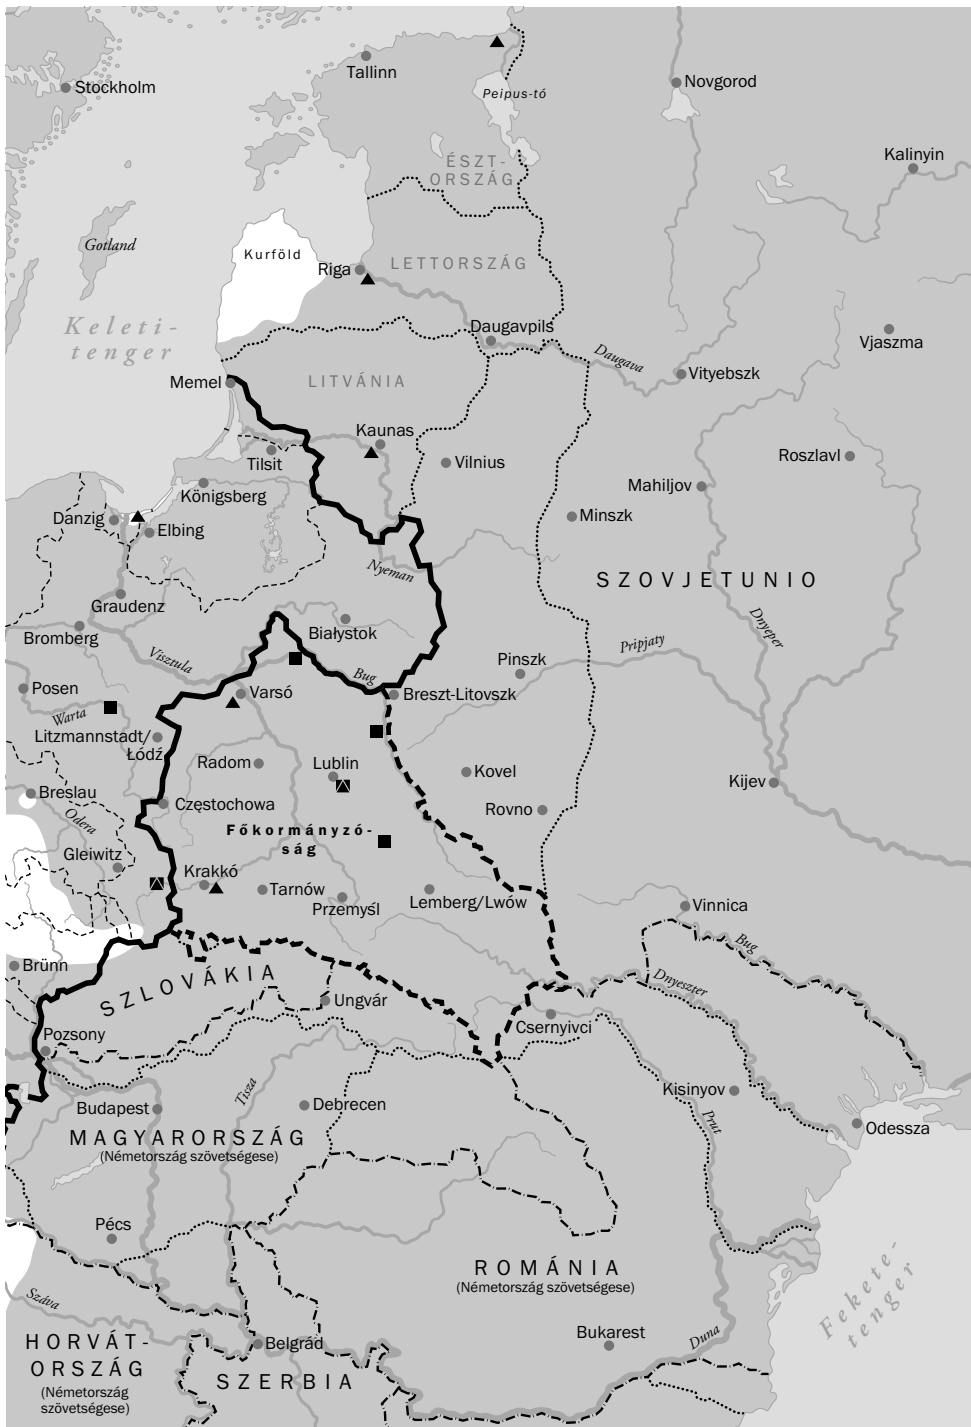 Stockholm
Tallinn
Novgorod
Peipus-tó
Kalinyin
ÉSZT-
ORSZÁG
Gotland
Kurföld
Riga
LETTORSZÁG
Keleti-
tenger
Daugavpils
Daugava
Vjaszma
Memel
LITVÁNIA
Vityebszk
Kaunas
Tilsit
Vilnius
Roszlavl
Königsberg
Mahiljov
Danzig
Elbing
Minszk
Nyeman
SZOVJETUNIO
Graudenz
Bromberg
Białystok
Dnyeper
Visztula
Pripjaty
Pinszk
Bug
Posen
Varsó
Breszt-Litovszk
Warta
Litzmannstadt/
Łódź
Radom
Lublin
Kovel
Kijev
Breslau
Częstochowa
Rovno
Odera
Főkormányzó-
ság
Gleiwitz
Krakkó
Tarnów
Przemyśl
Lemberg/Lwów
Vinnica
Bug
Brünn
SZLOVÁKIA
Dnyeszter
Ungvár
Csernyivci
Pozsony
Tisza
Kisinyov
Budapest
Debrecen
Prut
Odessza
MAGYARORSZÁG
(Németország szövetségese)
Pécs
ROMÁNIA
(Németország szövetségese)
Fekete-
tenger
Száva
HORVÁT-
ORSZÁG
(Németország
szövetségese)
Belgrád
Bukarest
Duna
SZERBIA